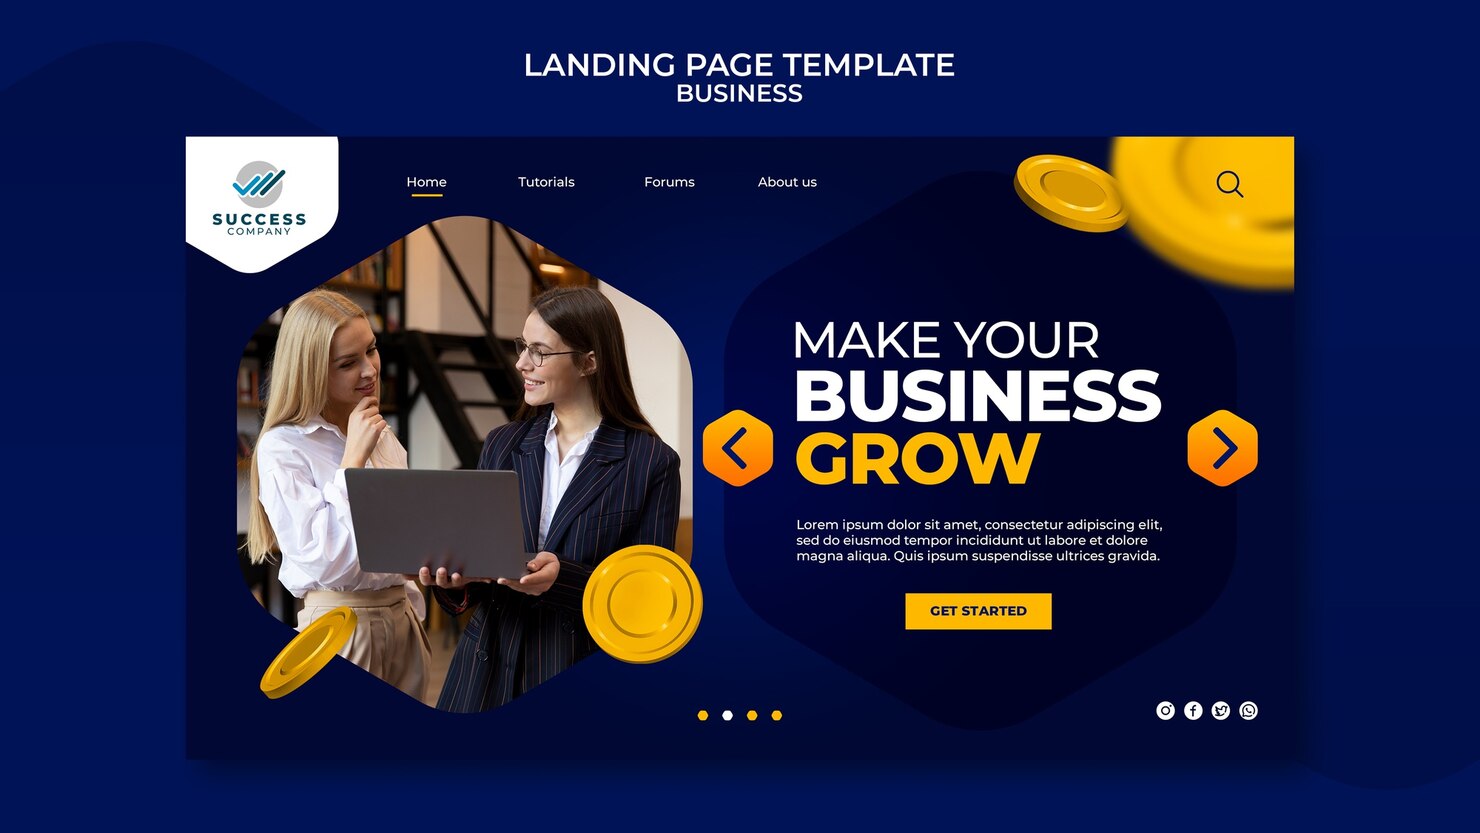 LANDING PAGE TEMPLATE
BUSINESS
SUCCESS
COMPANY
Home
Tutorials
Forums
About us
MAKE YOUR
BUSINESS
GROW
Lorem ipsum dolor sit amet, consectetur adipiscing elit,
sed do eiusmod tempor incididunt ut labore et dolore
magna aliqua. Quis ipsum suspendisse ultrices gravida.
GET STARTED